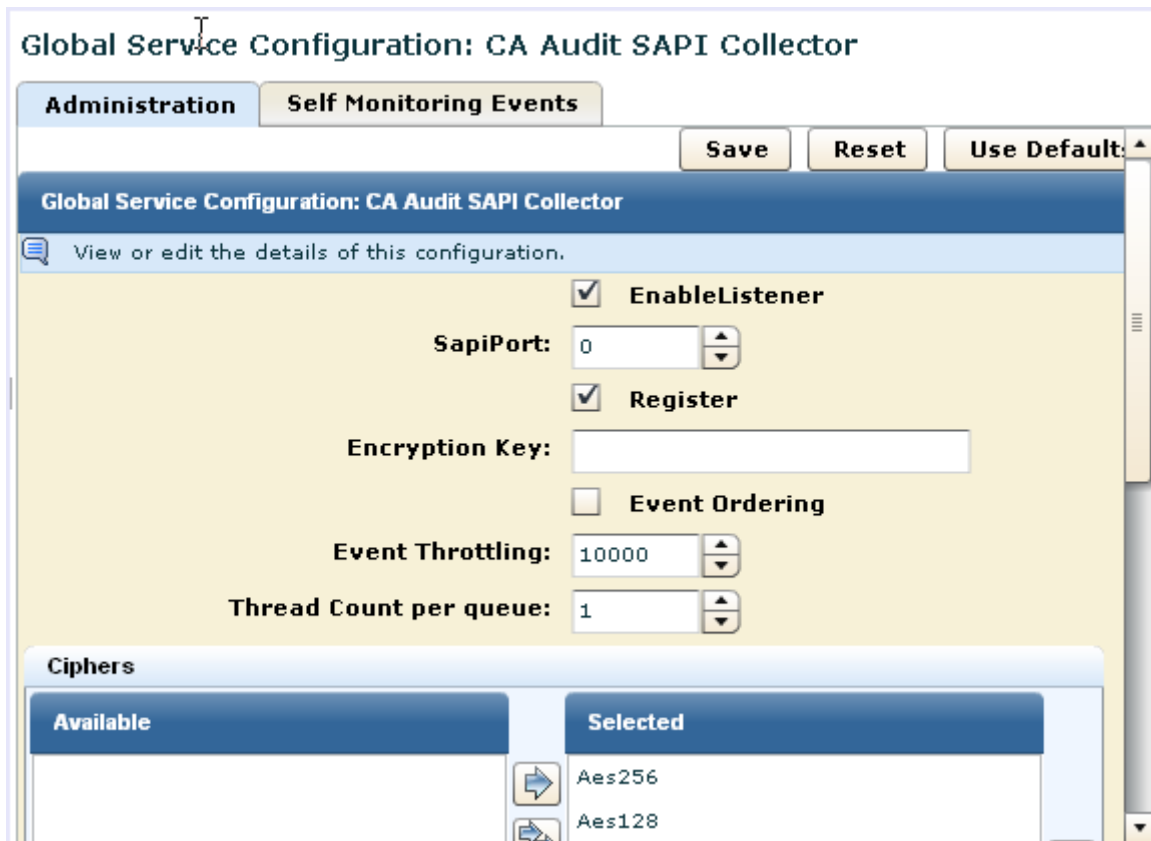 Global Service Configuration: CA Audit SAPI Collector
Administration
Self Monitoring Events
Save
Reset
Use Default
Global Service Configuration: CA Audit SAPI Collector
View or edit the details of this configuration.
EnableListener
SapiPort: 0
Register
Encryption Key:
Event Ordering
Event Throttling: 10000
Thread Count per queue: 1
Ciphers
Available
Selected
Aes256
Aes128